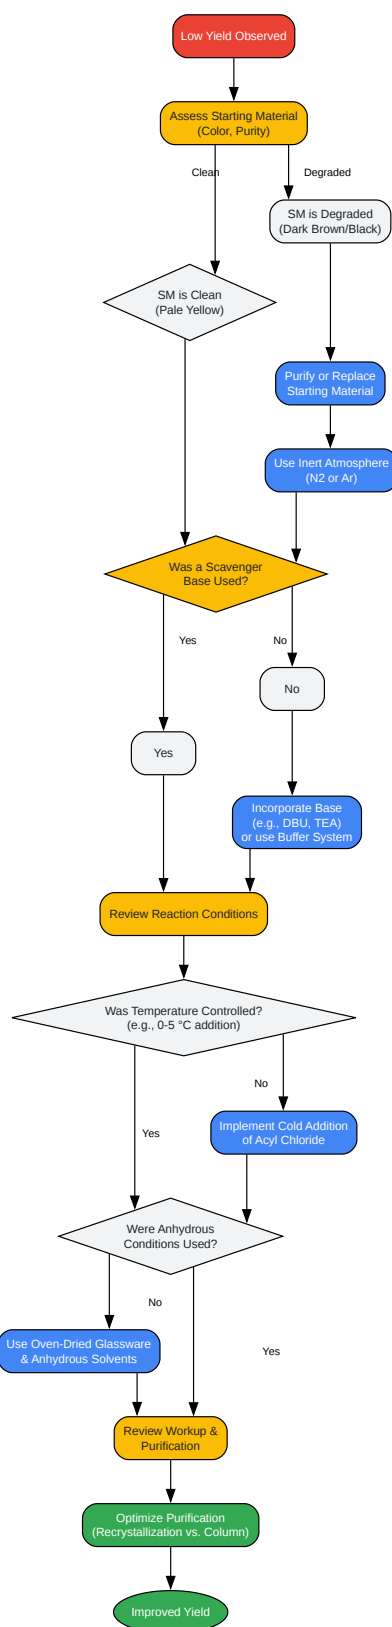 Low Yield Observed
Assess Starting Material
(Color, Purity)
Clean
Degraded
SM is Degraded
(Dark Brown/Black)
SM is Clean
(Pale Yellow)
Purify or Replace
Starting Material
Use Inert Atmosphere
(N2 or Ar)
Was a Scavenger
Base Used?
Yes
No
No
Yes
Incorporate Base
(e.g., DBU, TEA)
or use Buffer System
Review Reaction Conditions
Was Temperature Controlled?
(e.g., 0-5 °C addition)
No
Implement Cold Addition
of Acyl Chloride
Yes
Were Anhydrous
Conditions Used?
No
Use Oven-Dried Glassware
& Anhydrous Solvents
Yes
Review Workup &
Purification
Optimize Purification
(Recrystallization vs. Column)
Improved Yield